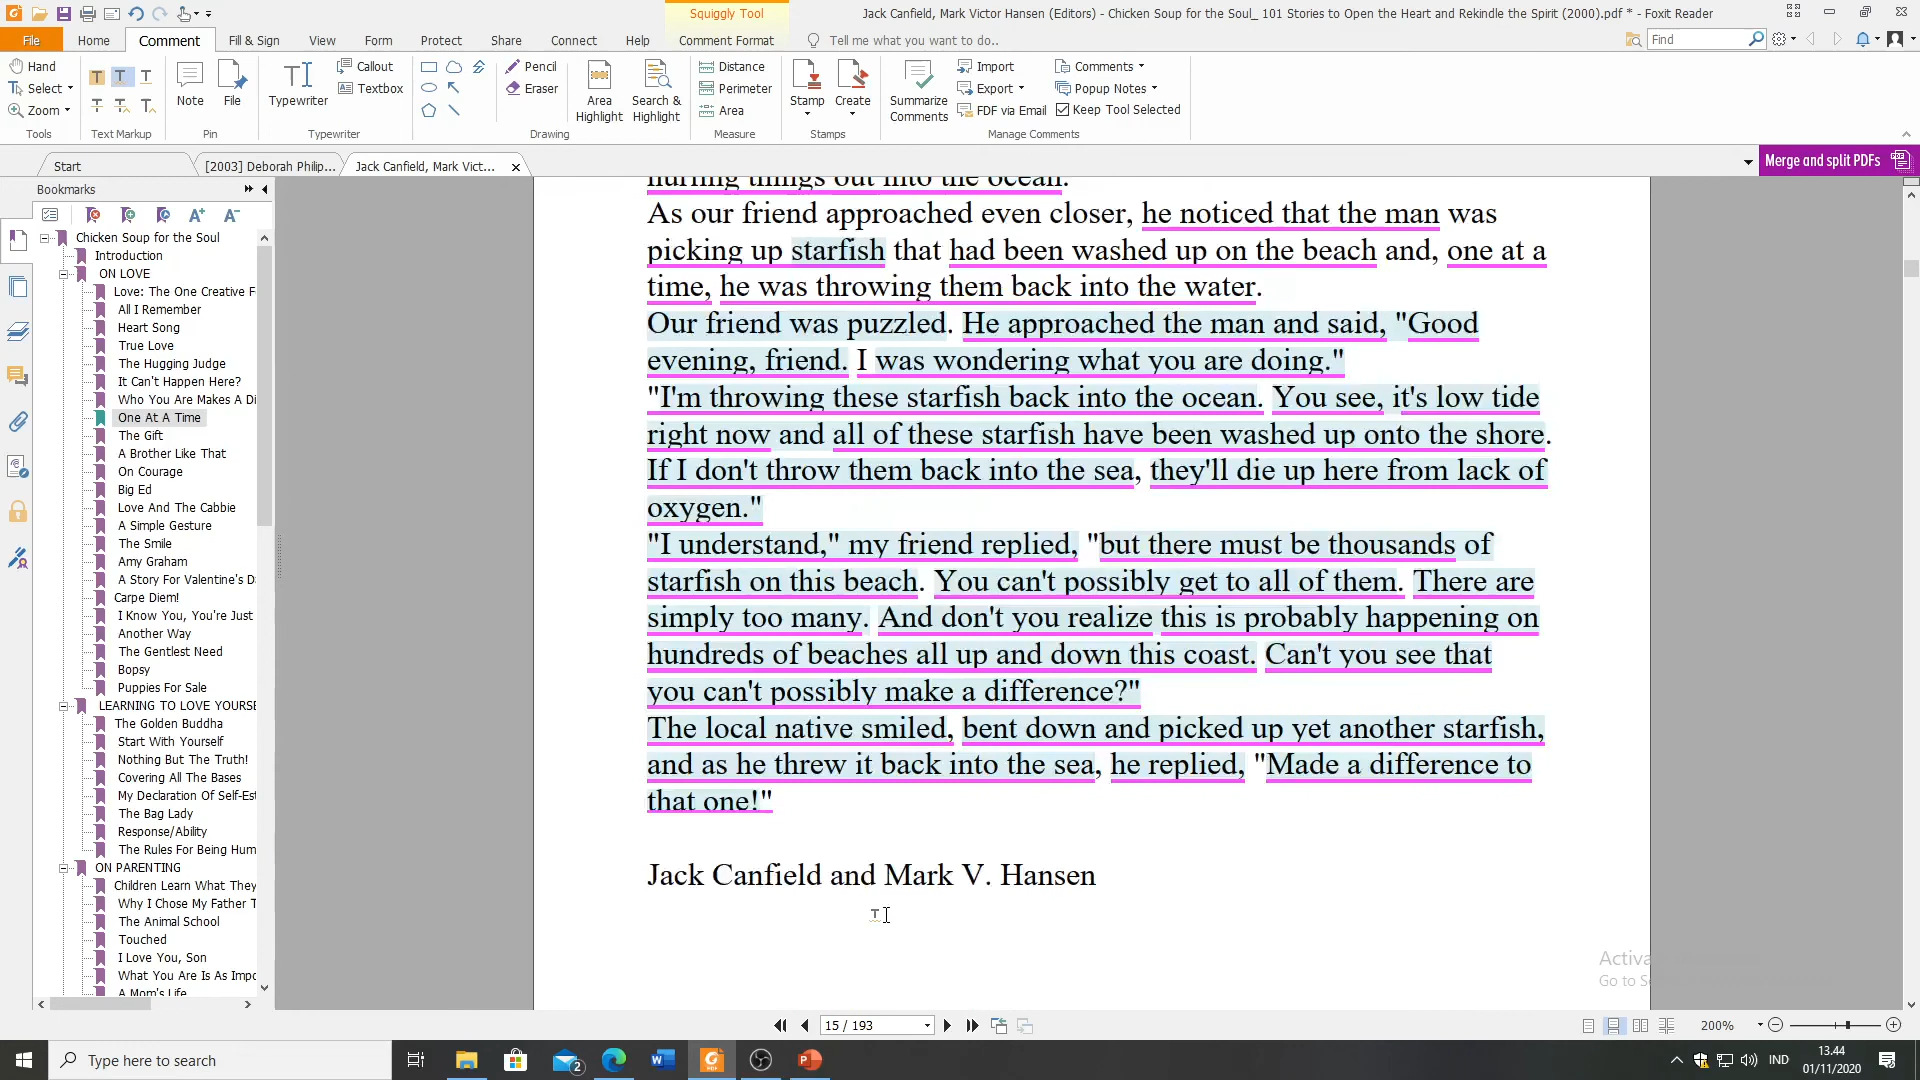 Squiggly Tool
Jack Canfield, Mark Victor Hansen (Editors) - Chicken Soup for the Soul_ 101 Stories to Open the Heart and Rekindle the Spirit (2000).pdf * - Foxit Reader
File Home Comment Fill & Sign View Form Protect Share Connect Help Comment Format Tell me what you want to do.. Find
Hand
Select
Zoom
Tools
Text Markup
Note File
Pin
Typewriter
Callout
Textbox
Typewriter
Pencil
Eraser
Drawing
Area Highlight
Search & Highlight
Distance
Perimeter
Area
Measure
Stamp Create
Stamps
Summarize Comments
Import
Export
FDF via Email
Comments
Popup Notes
Keep Tool Selected
Manage Comments
Start [2003] Deborah Philip... Jack Canfield, Mark Vict... Merge and split PDFs
Bookmarks
Chicken Soup for the Soul
Introduction
ON LOVE
Love: The One Creative F
All I Remember
Heart Song
True Love
The Hugging Judge
It Can't Happen Here?
Who You Are Makes A Di
One At A Time
The Gift
A Brother Like That
On Courage
Big Ed
Love And The Cabbie
A Simple Gesture
The Smile
Amy Graham
A Story For Valentine's D
Carpe Diem!
I Know You, You're Just
Another Way
The Gentlest Need
Bopsy
Puppies For Sale
LEARNING TO LOVE YOURSE
The Golden Buddha
Start With Yourself
Nothing But The Truth!
Covering All The Bases
My Declaration Of Self-Est
The Bag Lady
Response/Ability
The Rules For Being Hum
ON PARENTING
Children Learn What They
Why I Chose My Father T
The Animal School
Touched
I Love You, Son
What You Are Is As Impo
A Mom's Life
hurling things out into the ocean.
As our friend approached even closer, he noticed that the man was
picking up starfish that had been washed up on the beach and, one at a
time, he was throwing them back into the water.
Our friend was puzzled. He approached the man and said, "Good
evening, friend. I was wondering what you are doing."
"I'm throwing these starfish back into the ocean. You see, it's low tide
right now and all of these starfish have been washed up onto the shore.
If I don't throw them back into the sea, they'll die up here from lack of
oxygen."
"I understand," my friend replied, "but there must be thousands of
starfish on this beach. You can't possibly get to all of them. There are
simply too many. And don't you realize this is probably happening on
hundreds of beaches all up and down this coast. Can't you see that
you can't possibly make a difference?"
The local native smiled, bent down and picked up yet another starfish,
and as he threw it back into the sea, he replied, "Made a difference to
that one!"
Jack Canfield and Mark V. Hansen
Activa
Go to S
15 / 193
200%
Type here to search
2
IND
13.44
01/11/2020